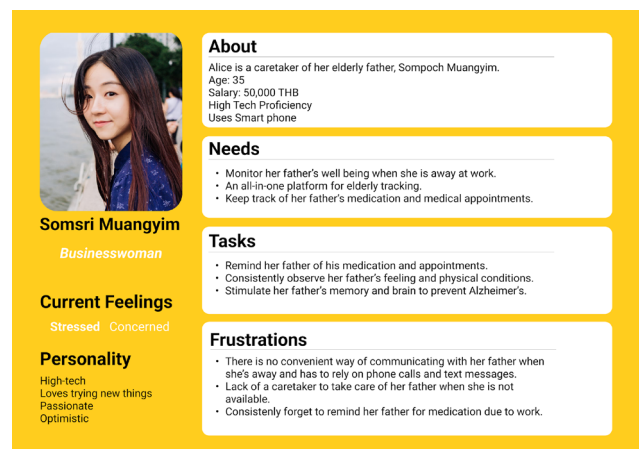 Somsri Muangyim
Businesswoman
Current Feelings
Stressed Concerned
Personality
High-tech
Loves trying new things
Passionate
Optimistic
About
Alice is a caretaker of her elderly father, Sompoch Muangyim.
Age: 35
Salary: 50,000 THB
High Tech Proficiency
Uses Smart phone
Needs
• Monitor her father's well being when she is away at work.
• An all-in-one platform for elderly tracking.
• Keep track of her father's medication and medical appointments.
Tasks
• Remind her father of his medication and appointments.
• Consistently observe her father's feeling and physical conditions.
• Stimulate her father's memory and brain to prevent Alzheimer's.
Frustrations
• There is no convenient way of communicating with her father when
she's away and has to rely on phone calls and text messages.
• Lack of a caretaker to take care of her father when she is not
available.
• Consistenly forget to remind her father for medication due to work.